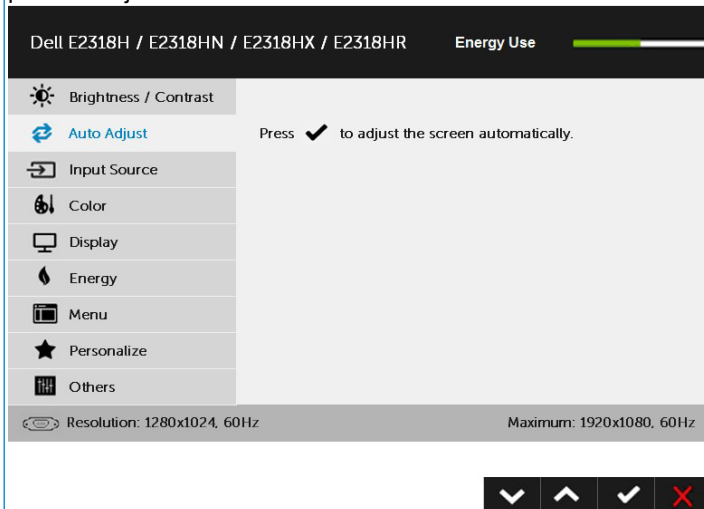 Dell E2318H / E2318HN / E2318HX / E2318HR Energy Use
Brightness / Contrast
Auto Adjust
Press ✔ to adjust the screen automatically.
Input Source
Color
Display
Energy
Menu
Personalize
Others
Resolution: 1280x1024, 60Hz Maximum: 1920x1080, 60Hz